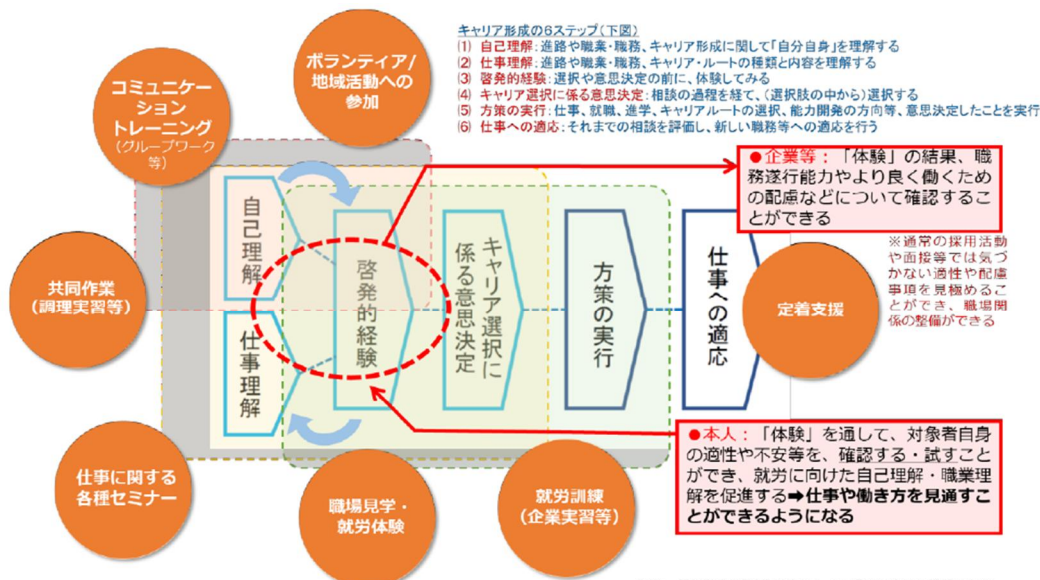 キャリア形成の6ステップ(下図)
(1) 自己理解：進路や職業・職務、キャリア形成に関して「自分自身」を理解する
(2) 仕事理解：進路や職業・職務、キャリア・ルートの種類と内容を理解する
(3) 啓発的経験：選択や意思決定の前に、体験してみる
(4) キャリア選択に係る意思決定：相談の過程を経て、(選択肢の中から)選択する
(5) 方策の実行：仕事、就職、進学、キャリアルートの選択、能力開発の方向等、意思決定したことを実行
(6) 仕事への適応：それまでの相談を評価し、新しい職務等への適応を行う
ボランティア/
地域活動への
参加
コミュニケー
ション
トレーニング
(グループワーク
等)
●企業等：「体験」の結果、職
務遂行能力やより良く働くため
の配慮などについて確認するこ
とができる
※通常の採用活動
や面接等では気づ
かない適性や配慮
事項を見極めるこ
とができ、職場関
係の整備ができる
共同作業
(調理実習等)
自己理解
仕事理解
啓発的経験
キャリア選択に
係る意思決定
方策の実行
仕事への適応
定着支援
●本人：「体験」を通して、対象者自身
の適性や不安等を、確認する・試すこと
ができ、就労に向けた自己理解・職業理
解を促進する➡仕事や働き方を見通すこ
とができるようになる
仕事に関する
各種セミナー
職場見学・
就労体験
就労訓練
(企業実習等)